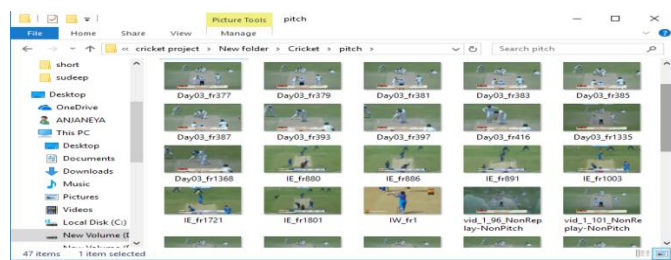 Picture Tools pitch
File Home Share View Manage
« cricket project > New folder > Cricket > pitch > Search pitch
short
sudeep
Desktop
OneDrive
ANJANEYA
This PC
Desktop
Documents
Downloads
Music
Pictures
Videos
Local Disk (C:)
New Volume (D
Day03_fr377 Day03_fr379 Day03_fr381 Day03_fr383 Day03_fr385
Day03_fr387 Day03_fr393 Day03_fr397 Day03_fr416 Day03_fr1335
Day03_fr1368 IE_fr880 IE_fr886 IE_fr891 IE_fr1003
IE_fr1721 IE_fr1801 IW_fr1 vid_1_96_NonRep vid_1_101_NonRe
lay-NonPitch play-NonPitch
47 items 1 item selected